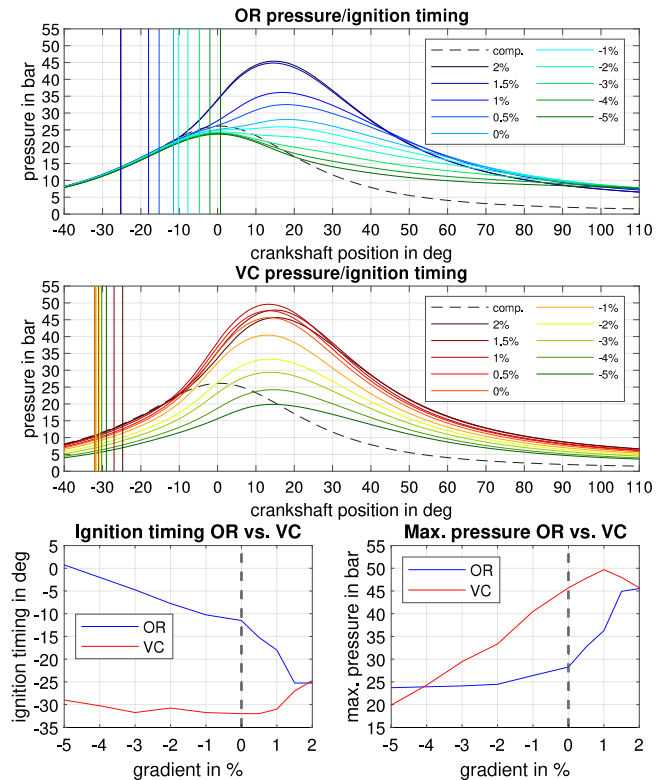 OR pressure/ignition timing
pressure in bar
55
50
45
40
35
30
25
20
15
10
5
0
comp.
2%
1.5%
1%
0.5%
0%
-1%
-2%
-3%
-4%
-5%
-40 -30 -20 -10 0 10 20 30 40 50 60 70 80 90 100 110
crankshaft position in deg
VC pressure/ignition timing
pressure in bar
55
50
45
40
35
30
25
20
15
10
5
0
comp.
2%
1.5%
1%
0.5%
0%
-1%
-2%
-3%
-4%
-5%
-40 -30 -20 -10 0 10 20 30 40 50 60 70 80 90 100 110
crankshaft position in deg
Ignition timing OR vs. VC
ignition timing in deg
5
0
-5
-10
-15
-20
-25
-30
-35
OR
VC
-5 -4 -3 -2 -1 0 1 2
gradient in %
Max. pressure OR vs. VC
max. pressure in bar
55
50
45
40
35
30
25
20
15
OR
VC
-5 -4 -3 -2 -1 0 1 2
gradient in %